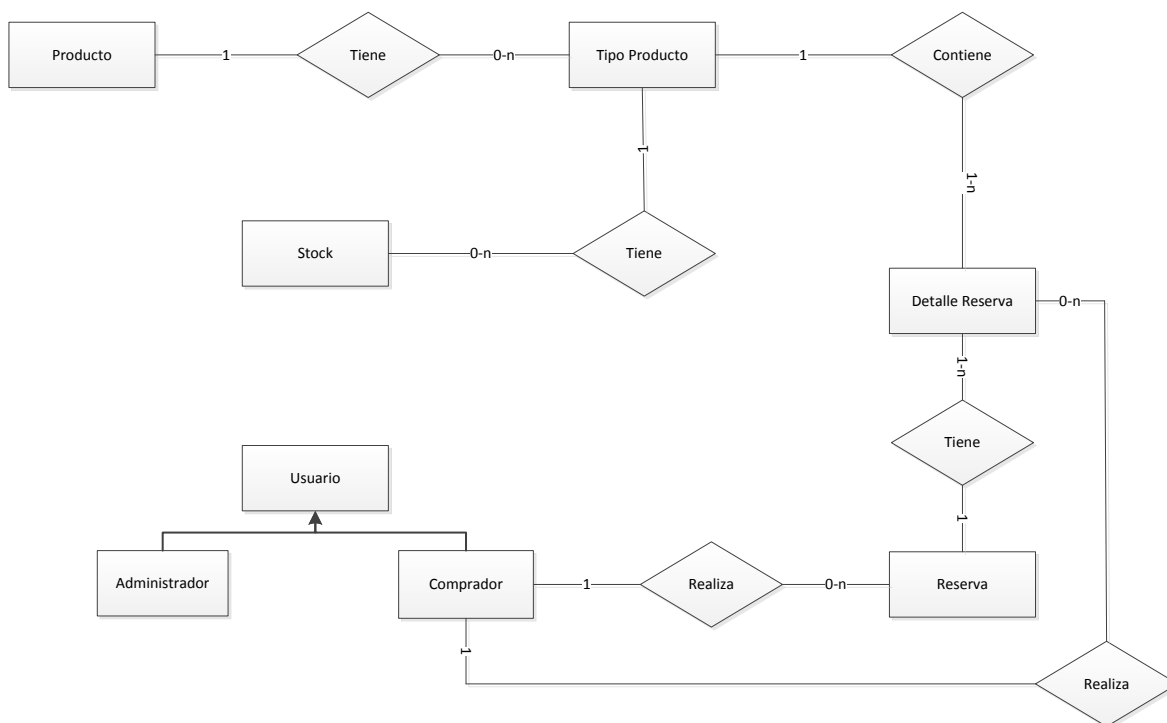 Producto
1
Tiene
0-n
Tipo Producto
1
Contiene
1
1-n
Stock
0-n
Tiene
Detalle Reserva
0-n
1-n
Tiene
Usuario
1
Administrador
Comprador
1
Realiza
0-n
Reserva
1
Realiza